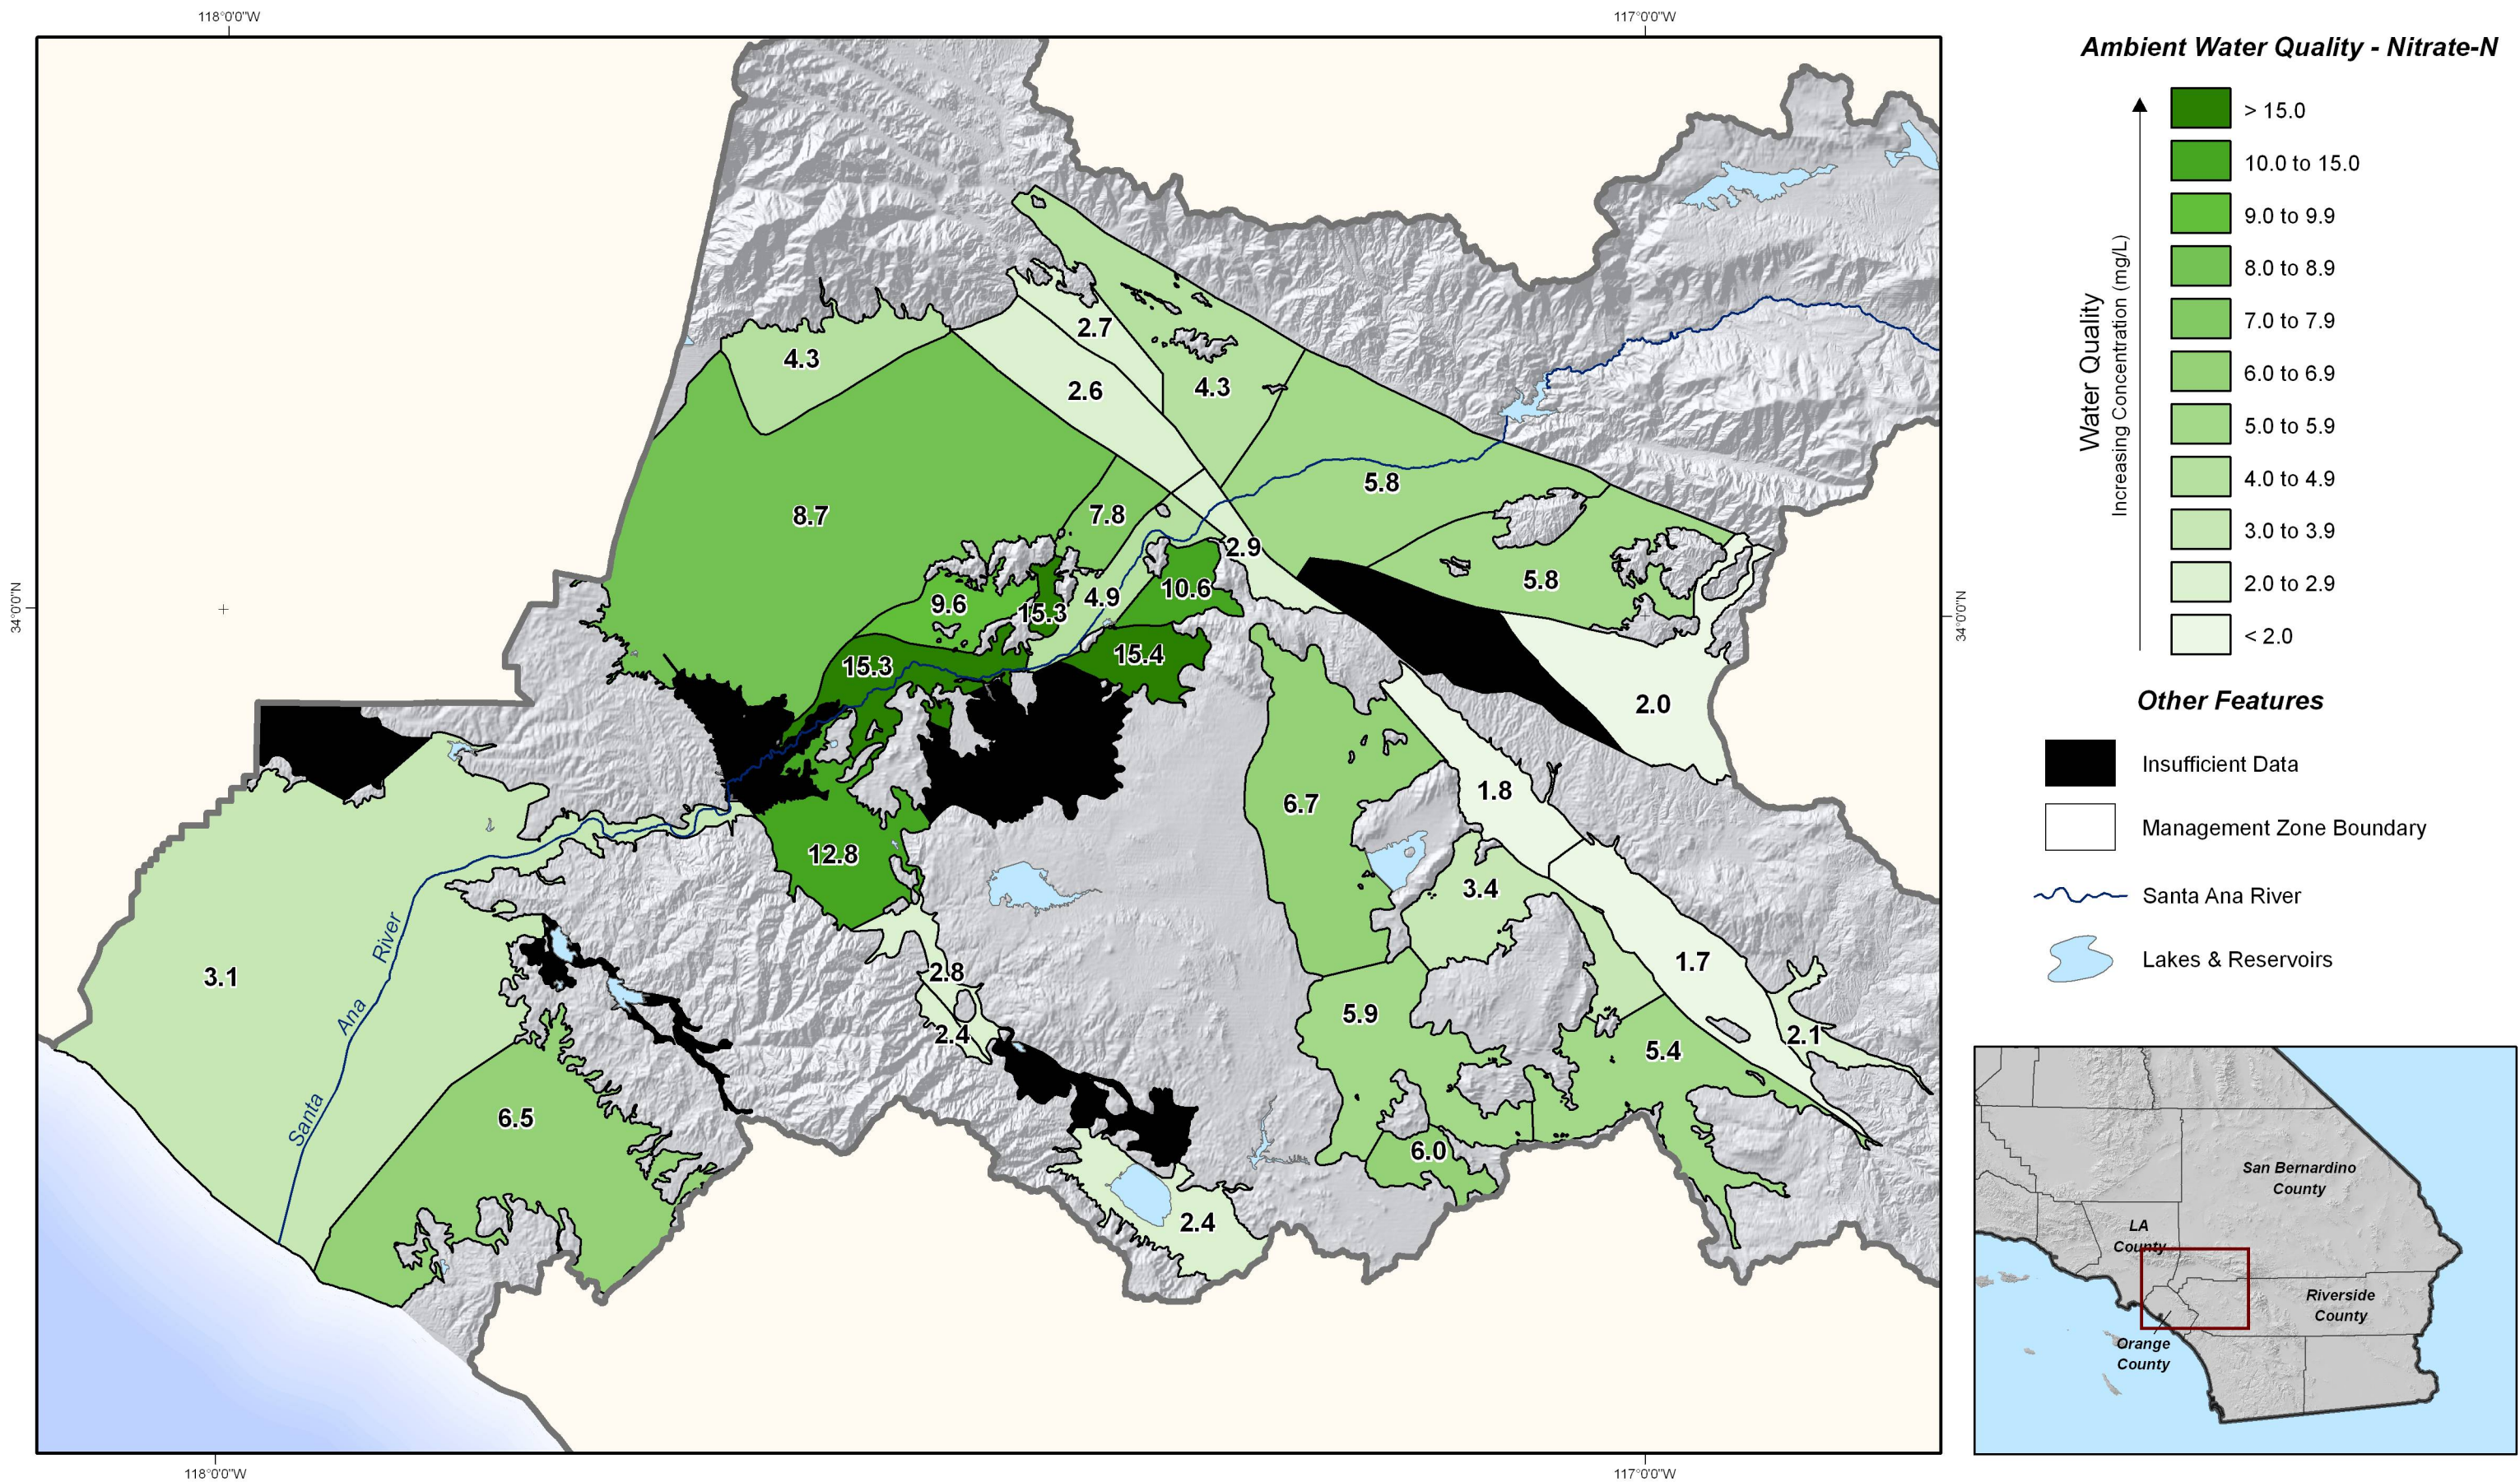 118°0'0"W
117°0'0"W
Ambient Water Quality - Nitrate-N
> 15.0
10.0 to 15.0
9.0 to 9.9
8.0 to 8.9
7.0 to 7.9
6.0 to 6.9
5.0 to 5.9
4.0 to 4.9
3.0 to 3.9
2.0 to 2.9
< 2.0
Water Quality
Increasing Concentration (mg/L)
Other Features
Insufficient Data
Management Zone Boundary
Santa Ana River
Lakes & Reservoirs
2.7
4.3
4.3
2.6
5.8
8.7
7.8
2.9
5.8
10.6
4.9
9.6
15.3
34°0'0"N
34°0'0"N
15.4
15.3
2.0
1.8
6.7
12.8
3.4
1.7
2.8
3.1
5.9
2.4
2.1
5.4
6.5
6.0
2.4
Santa Ana River
San Bernardino
County
LA
County
Riverside
County
Orange
County
118°0'0"W
117°0'0"W